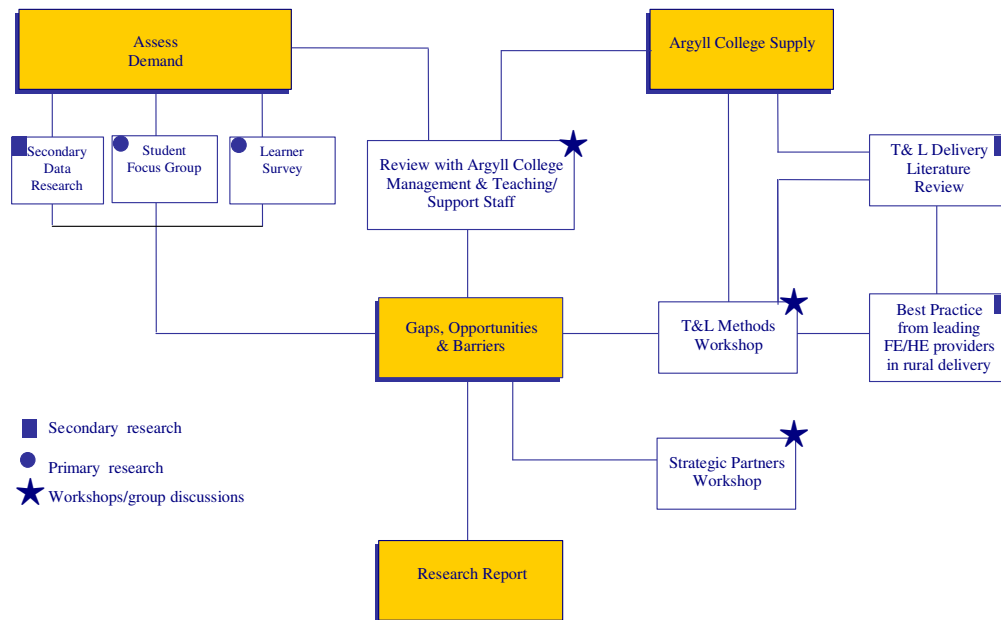 Assess
Demand
Argyll College Supply
Secondary
Data
Research
Student
Focus Group
Learner
Survey
Review with Argyll College
Management & Teaching/
Support Staff
T& L Delivery
Literature
Review
Gaps, Opportunities
& Barriers
T&L Methods
Workshop
Best Practice
from leading
FE/HE providers
in rural delivery
Secondary research
Primary research
Workshops/group discussions
Strategic Partners
Workshop
Research Report